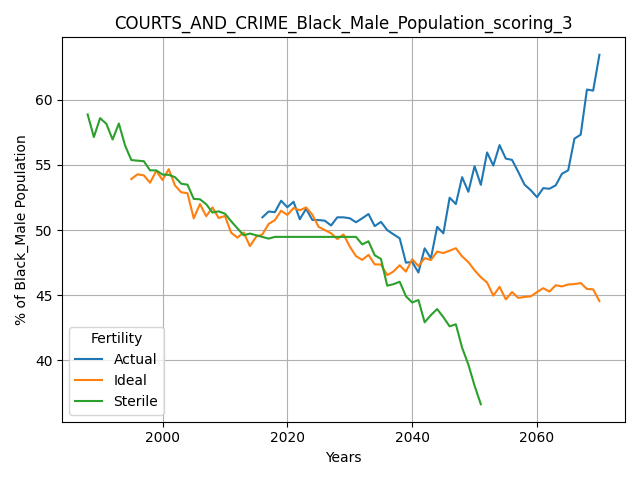 COURTS_AND_CRIME_Black_Male_Population_scoring_3
% of Black_Male Population
60
55
50
45
40
Fertility
Actual
Ideal
Sterile
2000
2020
2040
2060
Years